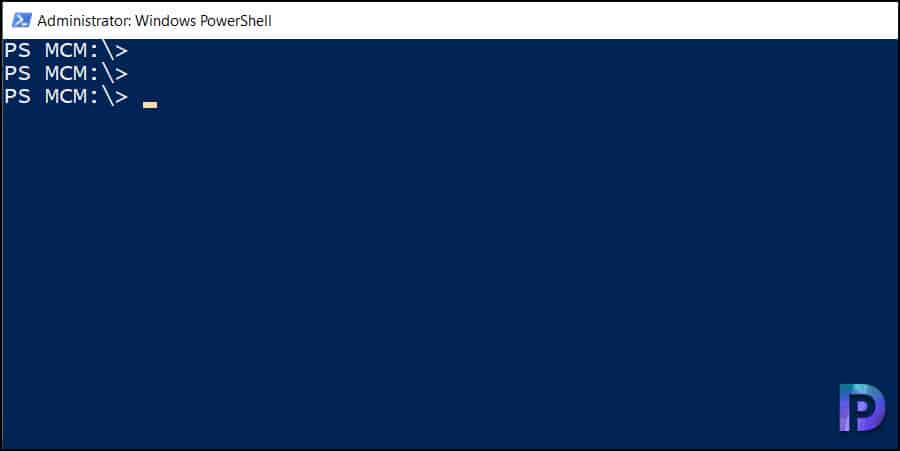 Administrator: Windows PowerShell
PS MCM:\>
PS MCM:\>
PS MCM:\>